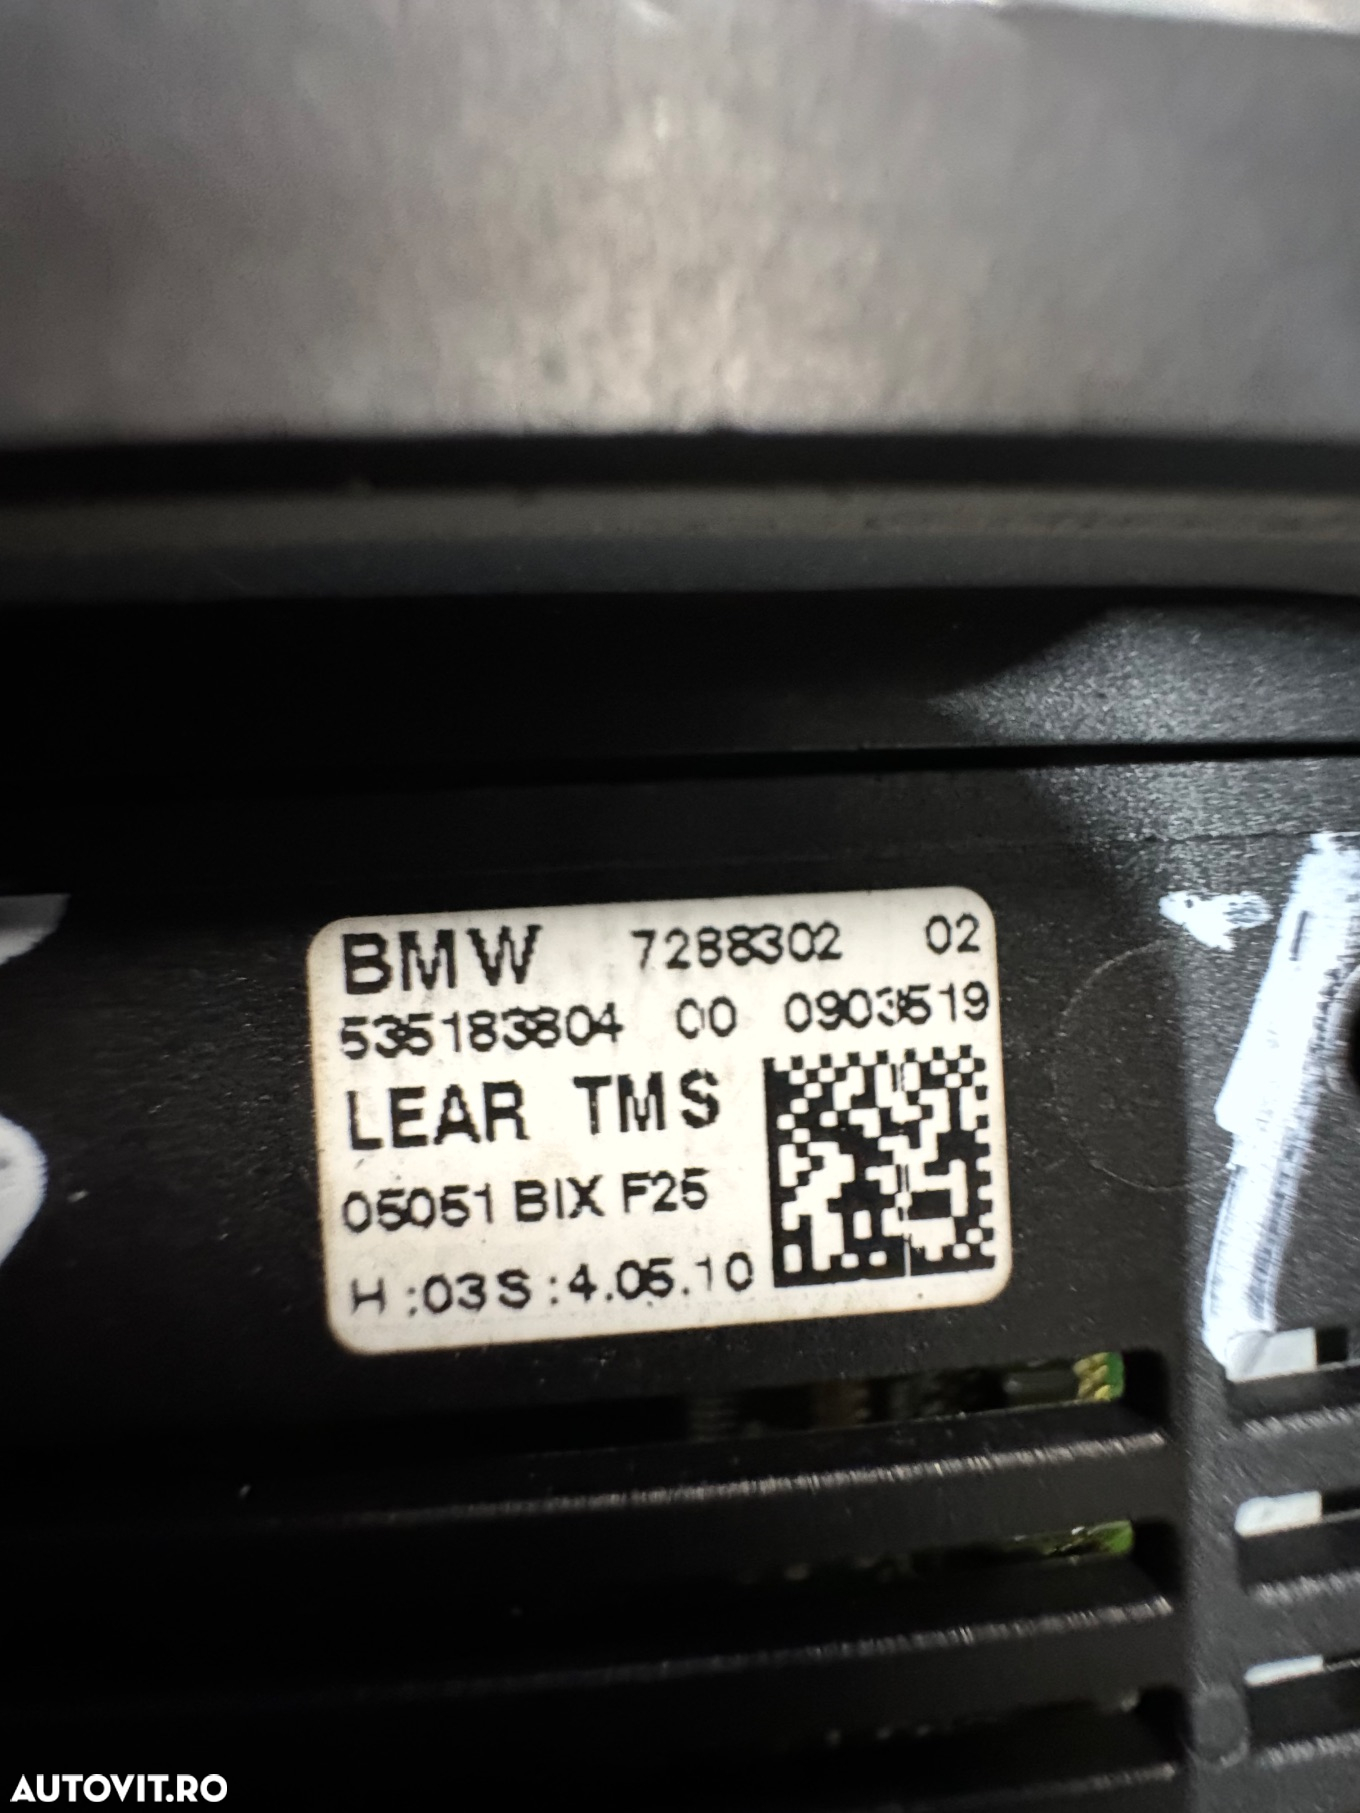 BMW 7288302 02
535183804 00 0903519
LEAR TMS
05051 BIX F25
H :03 S :4.05.10
AUTOVIT.RO